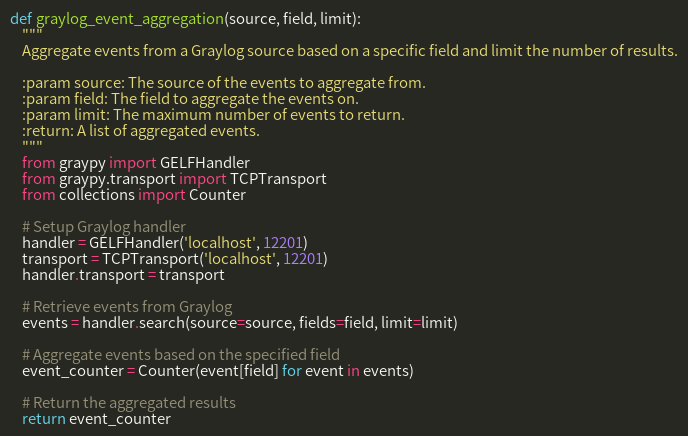 def graylog_event_aggregation(source, field, limit):
"""
Aggregate events from a Graylog source based on a specific field and limit the number of results.
:param source: The source of the events to aggregate from.
:param field: The field to aggregate the events on.
:param limit: The maximum number of events to return.
:return: A list of aggregated events.
"""
from graypy import GELFHandler
from graypy.transport import TCPTransport
from collections import Counter
# Setup Graylog handler
handler = GELFHandler('localhost', 12201)
transport = TCPTransport('localhost', 12201)
handler.transport = transport
# Retrieve events from Graylog
events = handler.search(source=source, fields=field, limit=limit)
# Aggregate events based on the specified field
event_counter = Counter(event[field] for event in events)
# Return the aggregated results
return event_counter